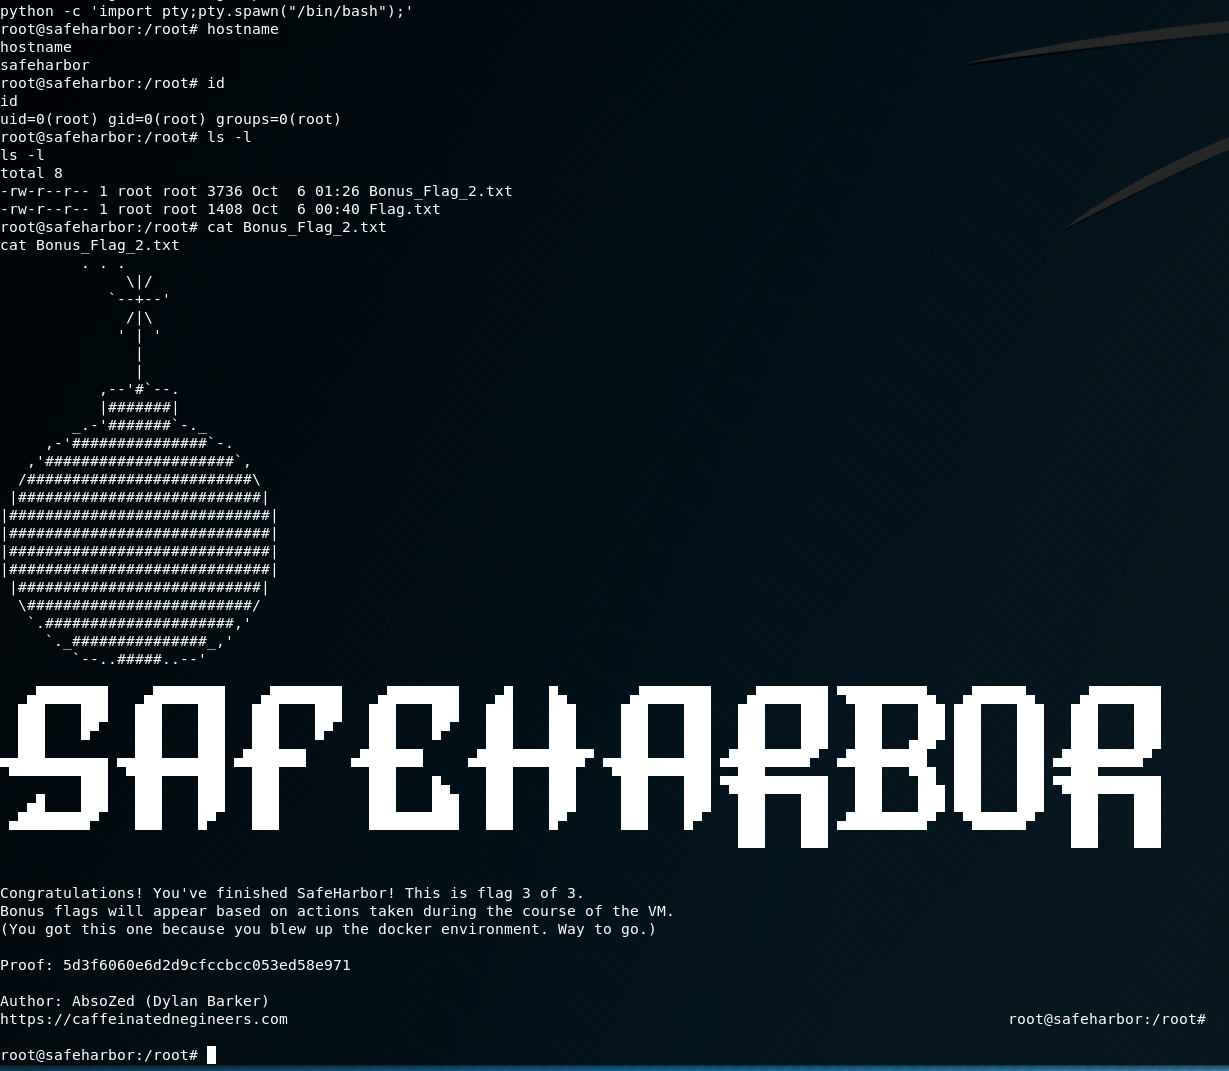 python -c 'import pty;pty.spawn("/bin/bash");'
root@safeharbor:/root# hostname
hostname
safeharbor
root@safeharbor:/root# id
id
uid=0(root) gid=0(root) groups=0(root)
root@safeharbor:/root# ls -l
ls -l
total 8
-rw-r--r-- 1 root root 3736 Oct  6 01:26 Bonus_Flag_2.txt
-rw-r--r-- 1 root root 1408 Oct  6 00:40 Flag.txt
root@safeharbor:/root# cat Bonus_Flag_2.txt
cat Bonus_Flag_2.txt
SAFEHARBOR
Congratulations! You've finished SafeHarbor! This is flag 3 of 3.
Bonus flags will appear based on actions taken during the course of the VM.
(You got this one because you blew up the docker environment. Way to go.)
Proof: 5d3f6060e6d2d9cfccbcc053ed58e971
Author: AbsoZed (Dylan Barker)
https://caffeinatednegineers.com root@safeharbor:/root#
root@safeharbor:/root#